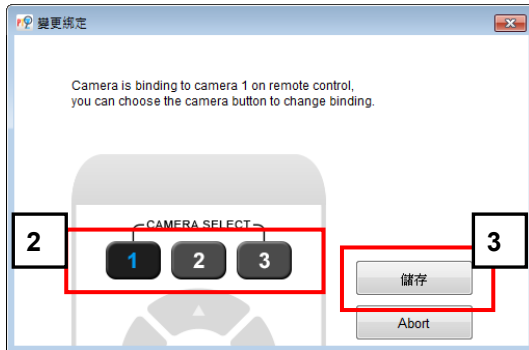 變更綁定
Camera is binding to camera 1 on remote control,
you can choose the camera button to change binding.
CAMERA SELECT
2
1 2 3
3
儲存
Abort